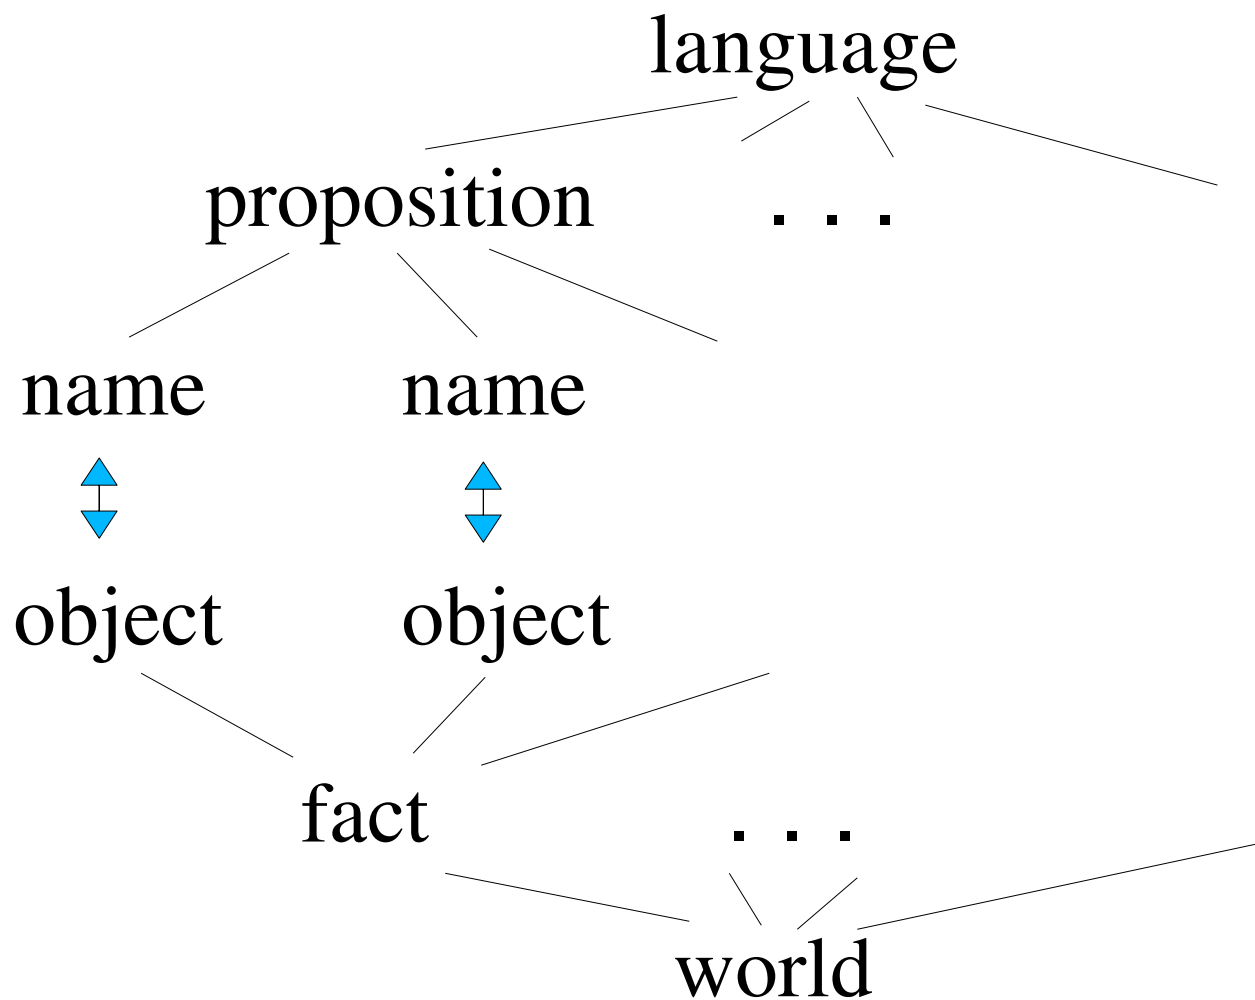 language
proposition . . .
name name
object object
fact . . .
world